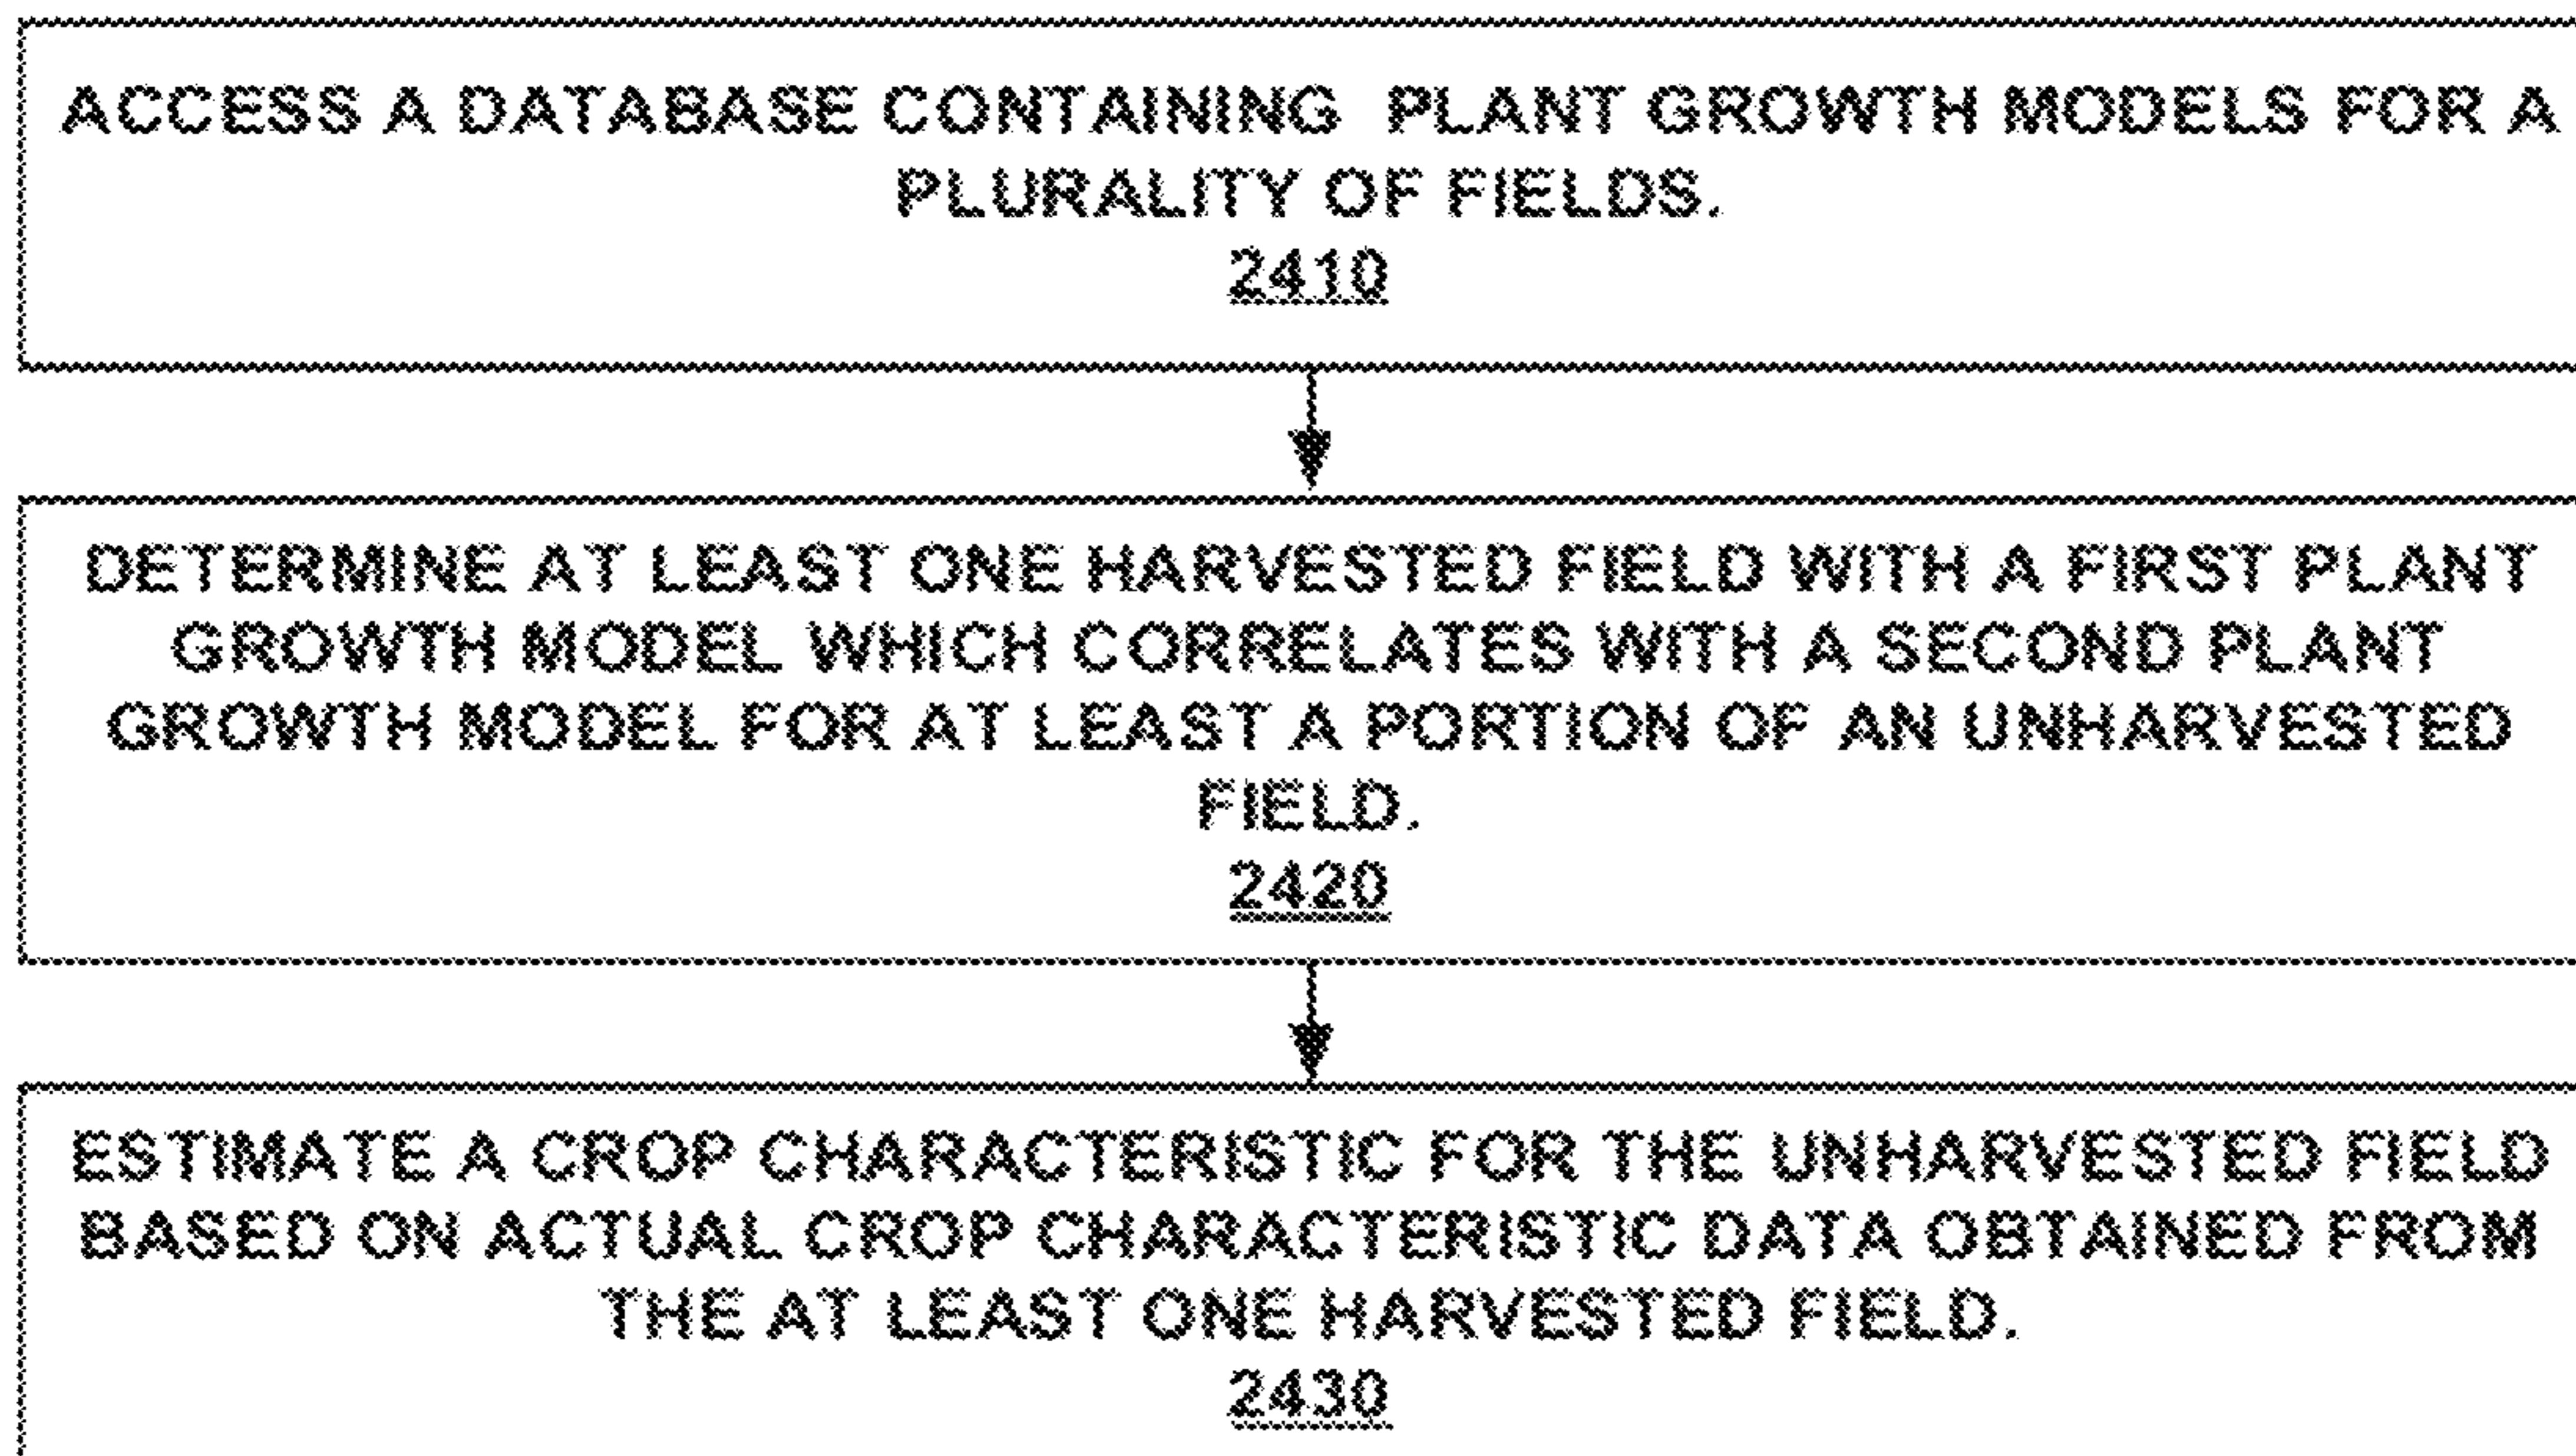 ACCESS A DATABASE CONTAINING PLANT GROWTH MODELS FOR A
PLURALITY OF FIELDS.
2410
DETERMINE AT LEAST ONE HARVESTED FIELD WITH A FIRST PLANT
GROWTH MODEL WHICH CORRELATES WITH A SECOND PLANT
GROWTH MODEL FOR AT LEAST A PORTION OF AN UNHARVESTED
FIELD.
2420
ESTIMATE A CROP CHARACTERISTIC FOR THE UNHARVESTED FIELD
BASED ON ACTUAL CROP CHARACTERISTIC DATA OBTAINED FROM
THE AT LEAST ONE HARVESTED FIELD.
2430